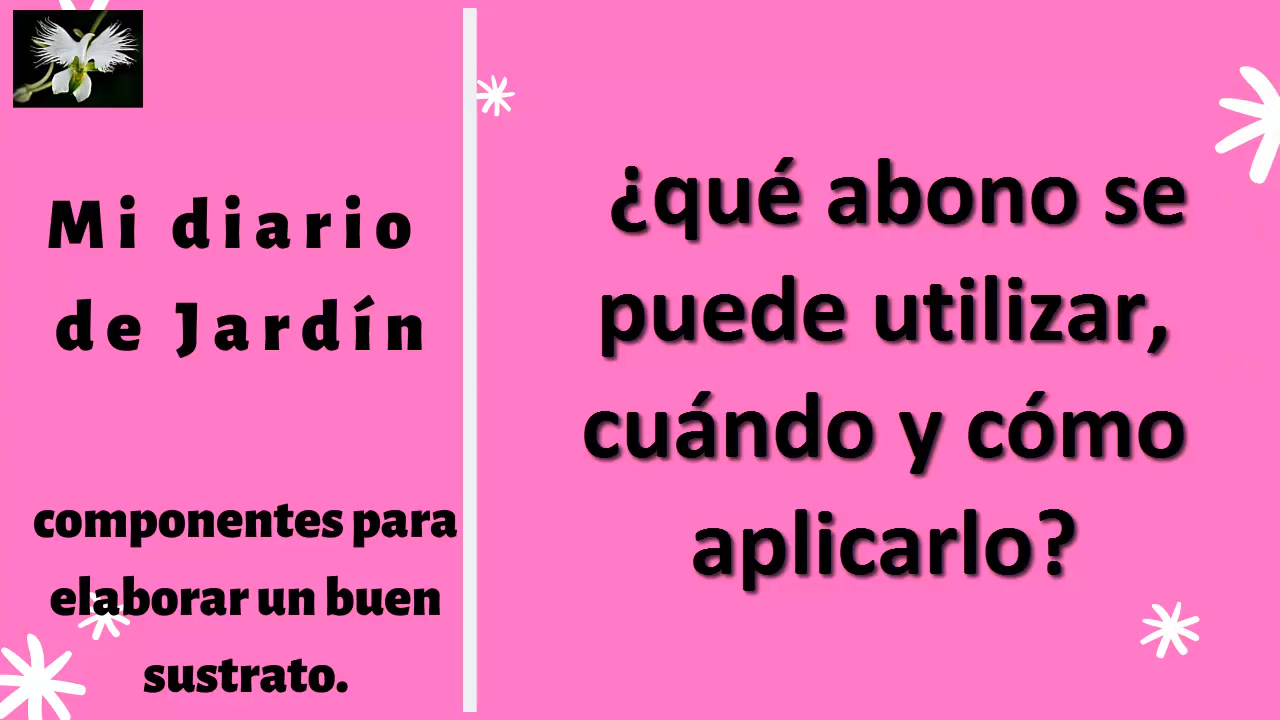 Mi diario
de Jardín
componentes para
elaborar un buen
sustrato.
¿qué abono se
puede utilizar,
cuándo y cómo
aplicarlo?